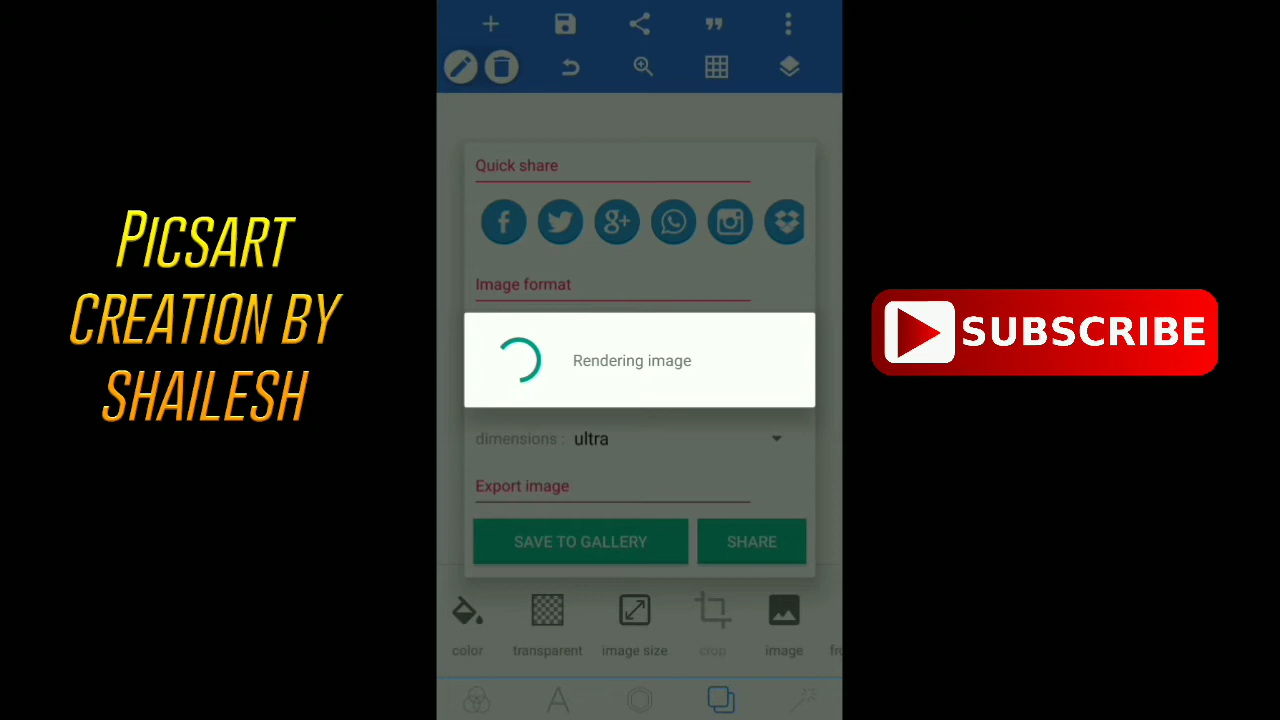 PICSART
CREATION BY
SHAILESH
Quick share
Image format
Rendering image
dimensions : ultra
Export image
SAVE TO GALLERY
SHARE
color
transparent
image size
crop
image
fr
SUBSCRIBE